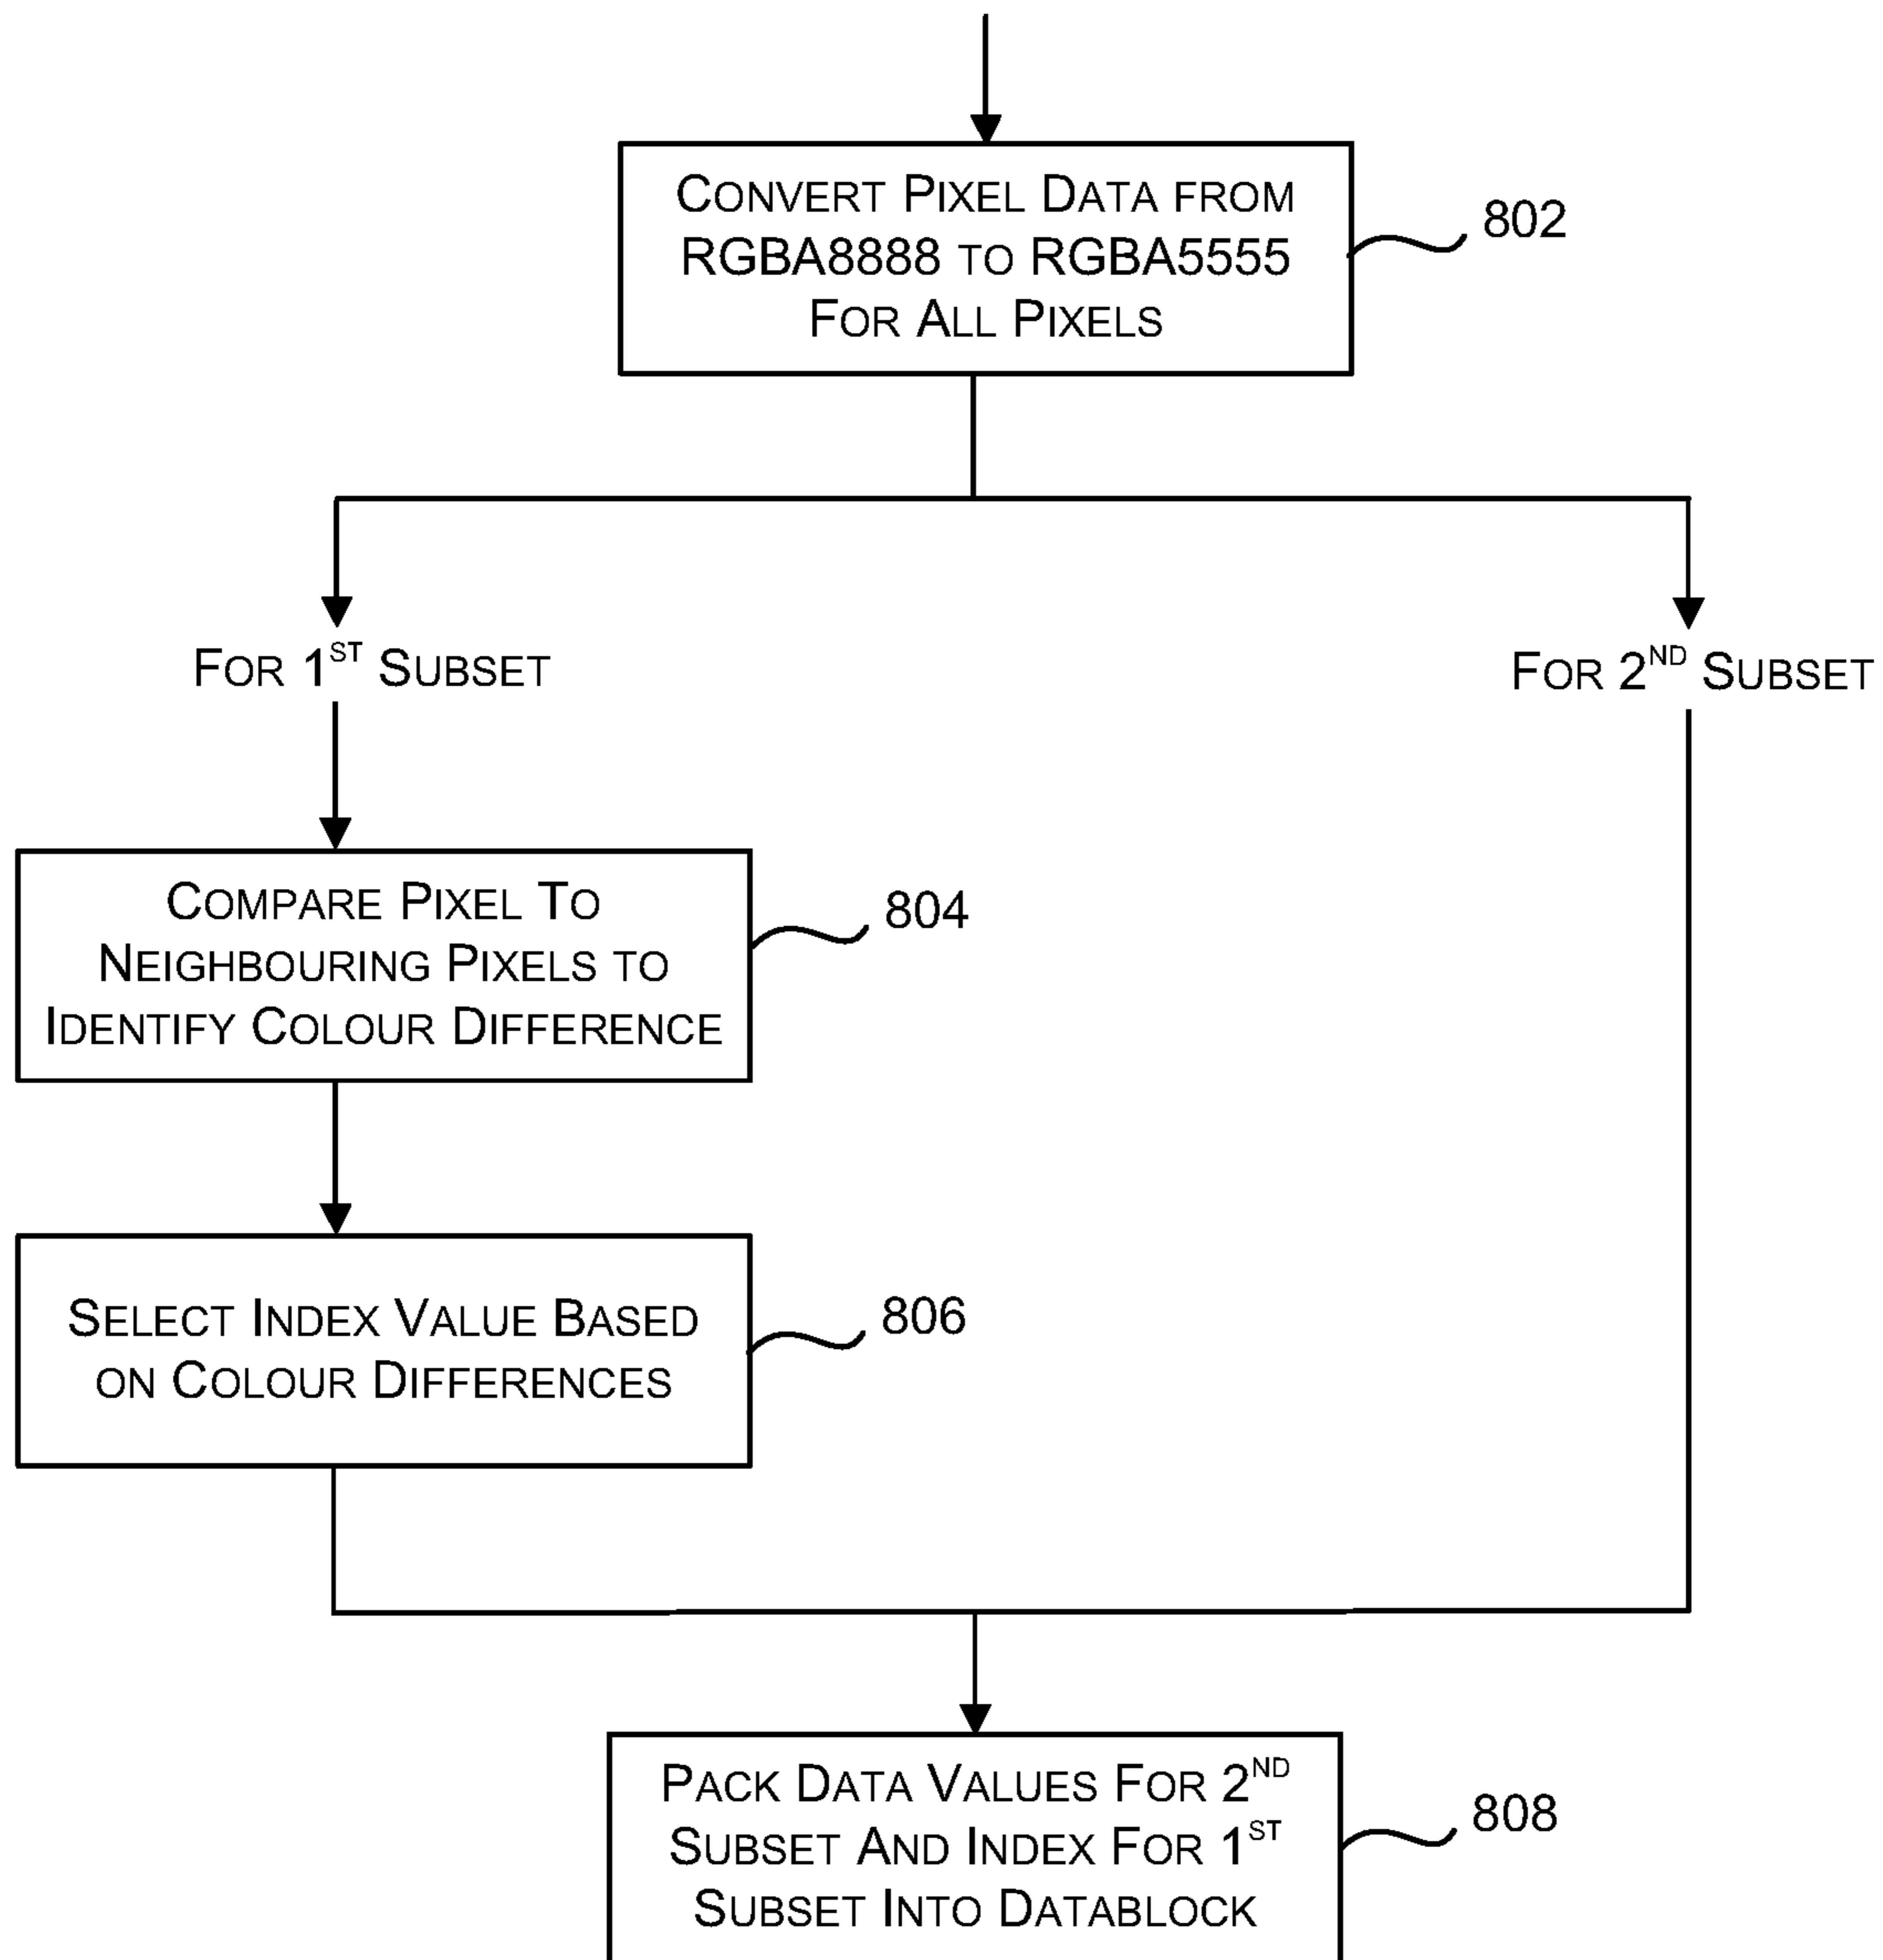 CONVERT PIXEL DATA FROM
RGBA8888 TO RGBA5555
FOR ALL PIXELS
802
FOR 1ST SUBSET
FOR 2ND SUBSET
COMPARE PIXEL TO
NEIGHBOURING PIXELS TO
IDENTIFY COLOUR DIFFERENCE
804
SELECT INDEX VALUE BASED
ON COLOUR DIFFERENCES
806
PACK DATA VALUES FOR 2ND
SUBSET AND INDEX FOR 1ST
SUBSET INTO DATABLOCK
808